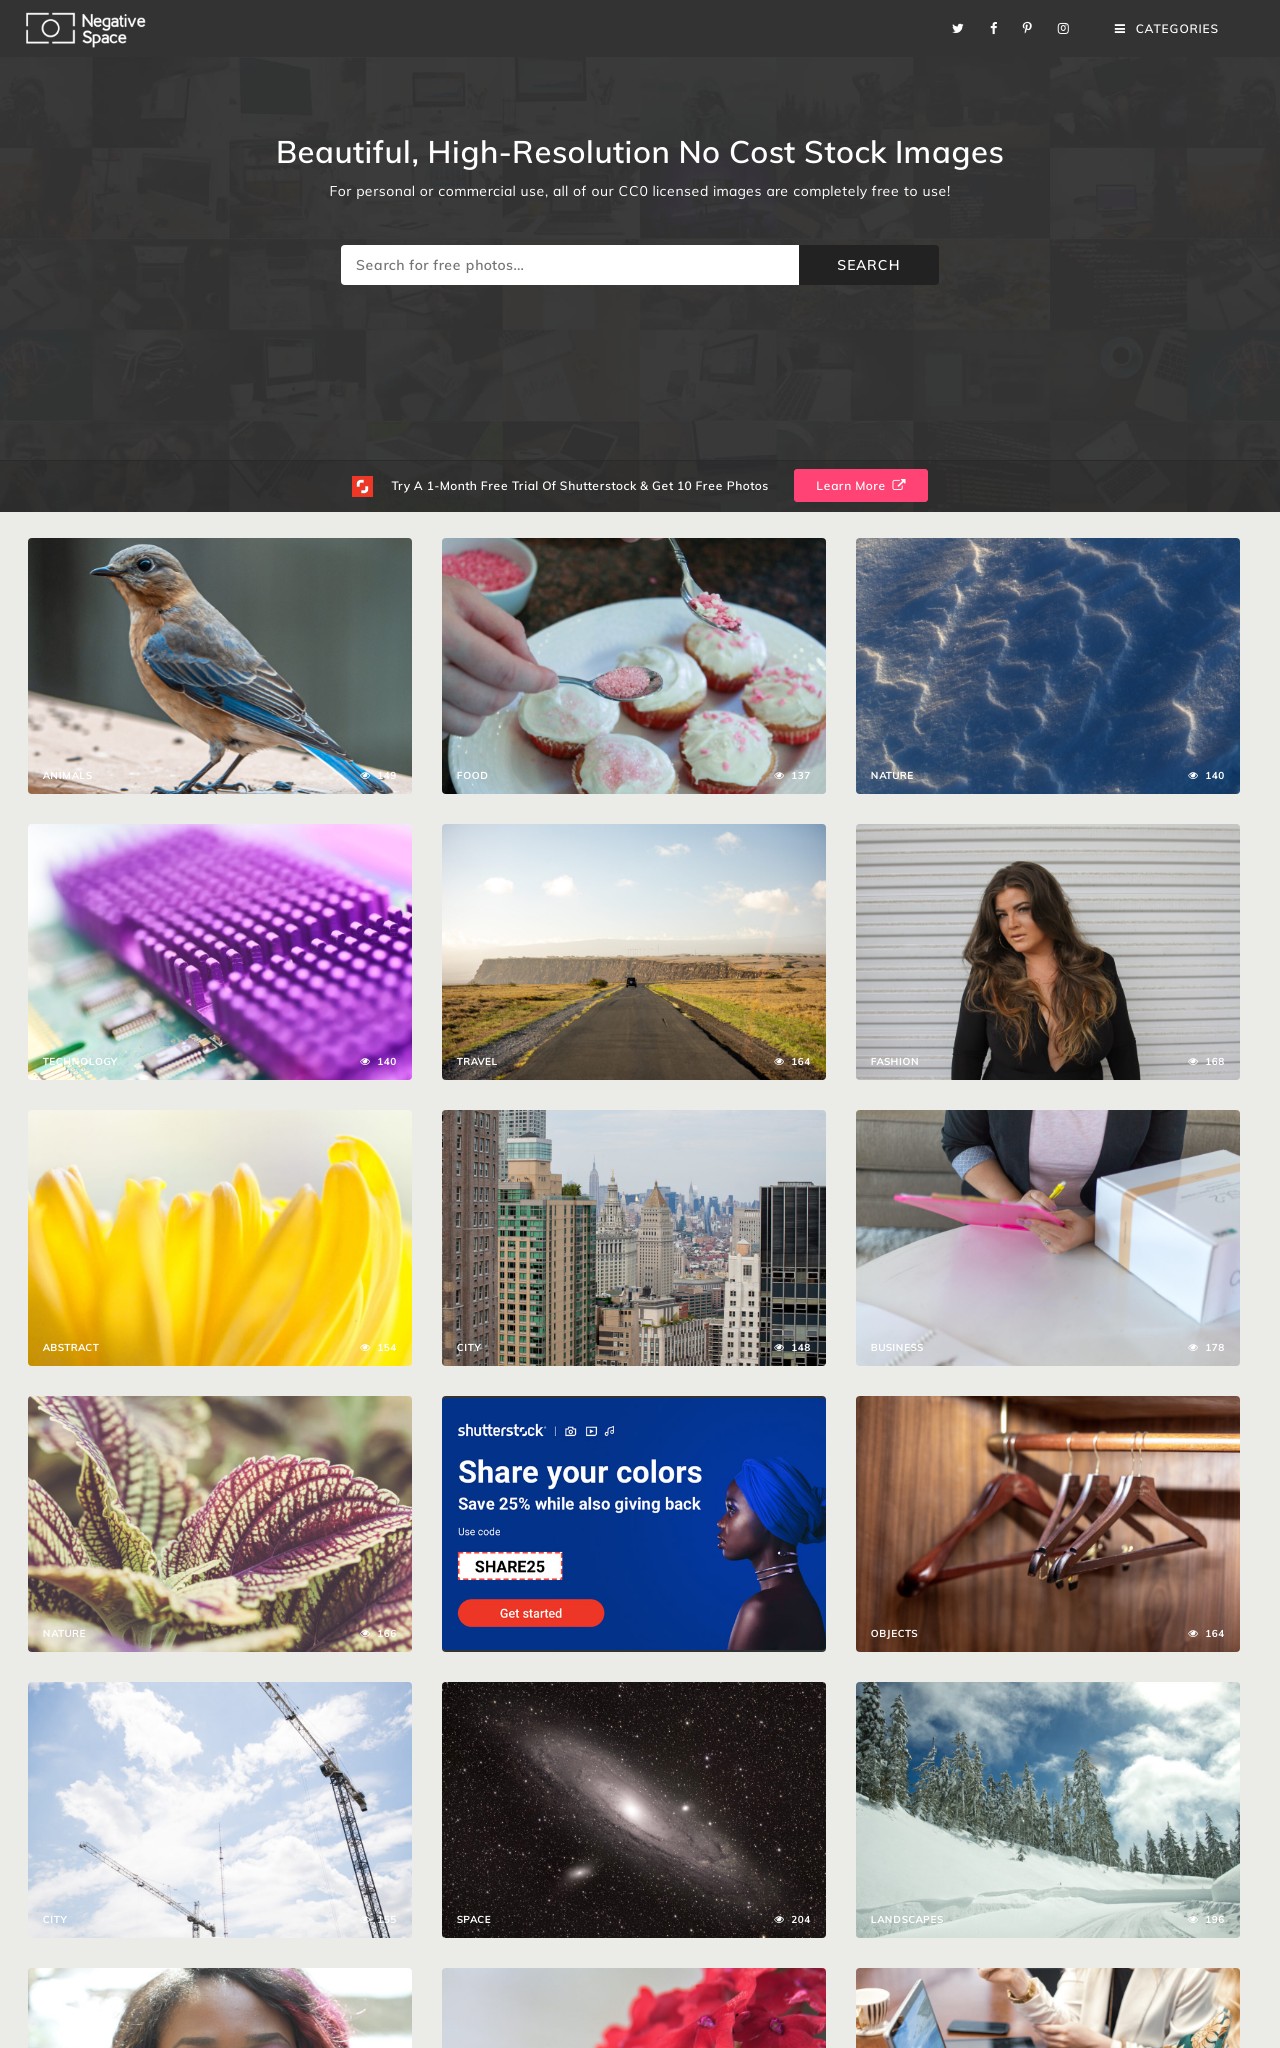 Negative
Space
CATEGORIES
Beautiful, High-Resolution No Cost Stock Images
For personal or commercial use, all of our CC0 licensed images are completely free to use!
Search for free photos...
SEARCH
Try A 1-Month Free Trial Of Shutterstock & Get 10 Free Photos
Learn More
ANIMALS 149
FOOD 137
NATURE 140
TECHNOLOGY 140
TRAVEL 164
FASHION 168
ABSTRACT 154
CITY 148
BUSINESS 178
NATURE
shutterstock
Share your colors
Save 25% while also giving back
Use code
SHARE25
Get started
OBJECTS 164
CITY
SPACE 204
LANDSCAPES 196